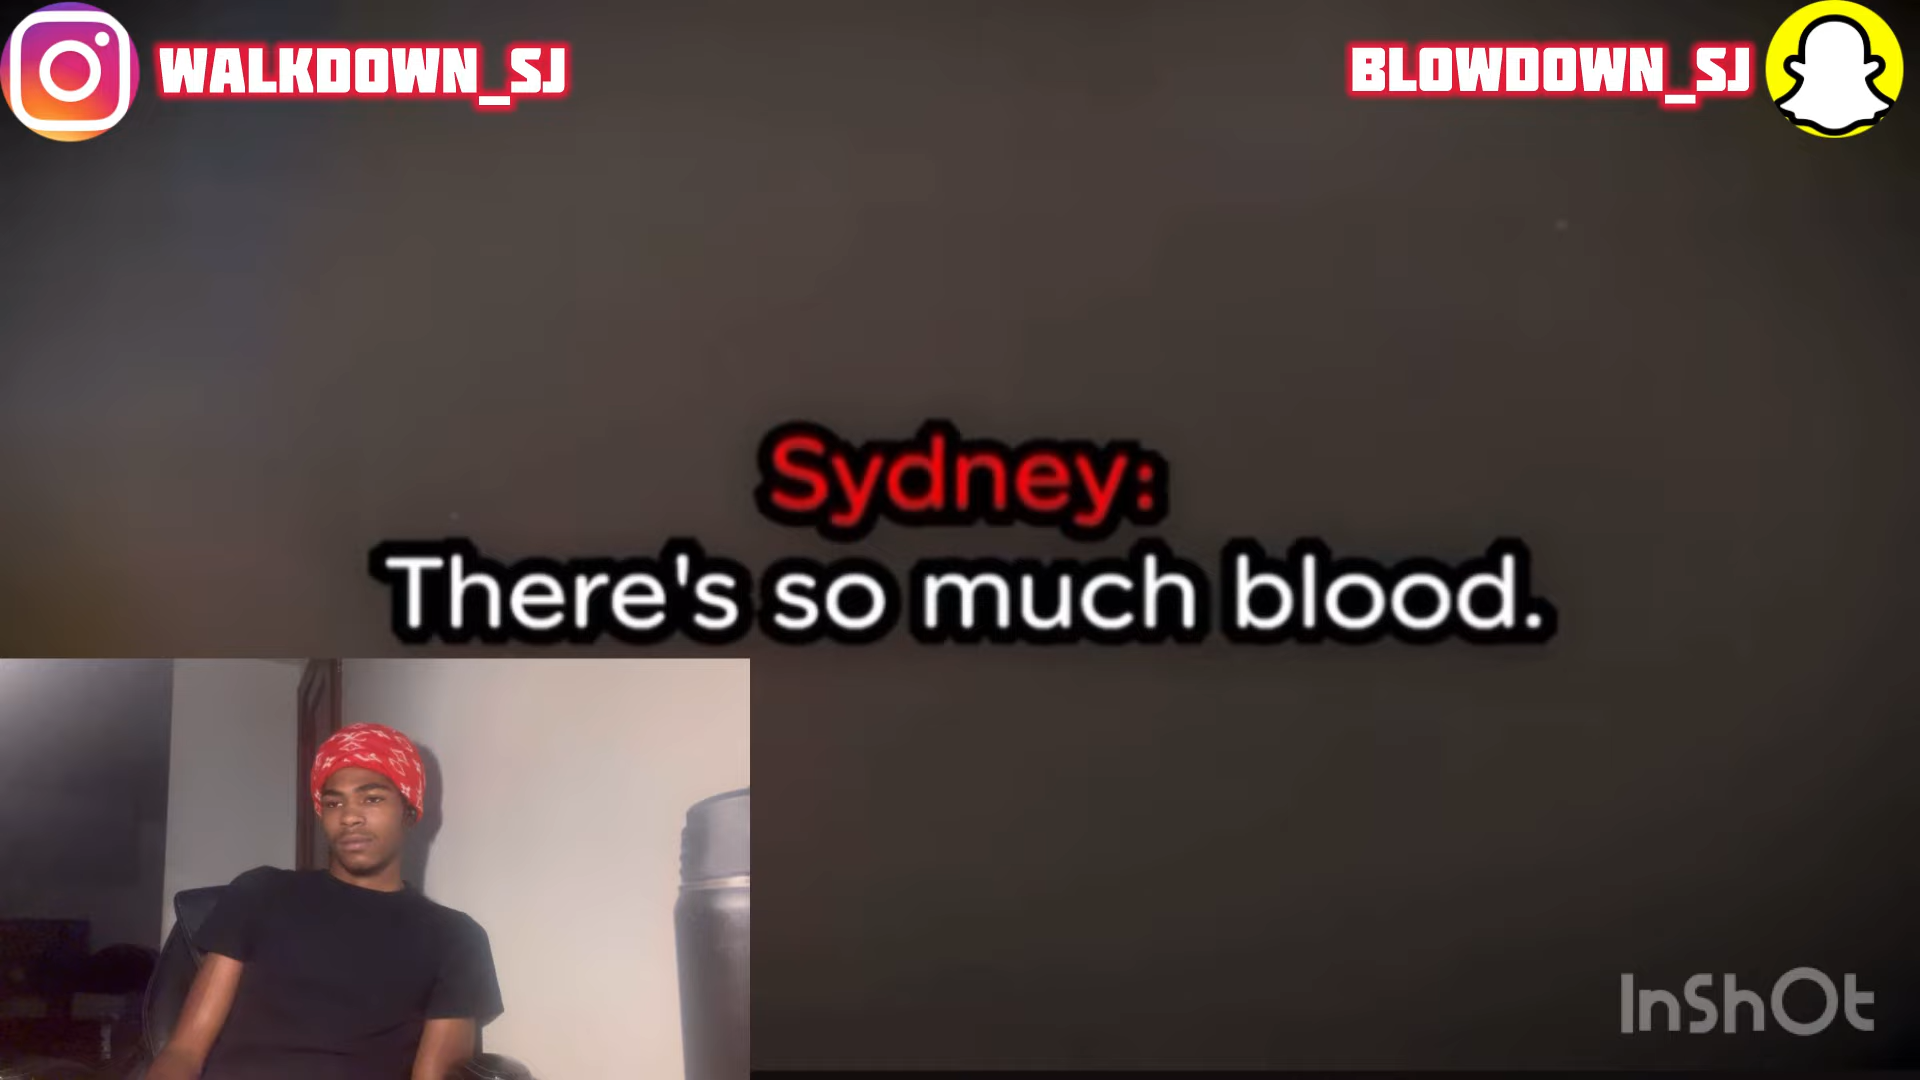 WALKDOWN_SJ
BLOWDOWN_SJ
Sydney:
There's so much blood.
InShOt